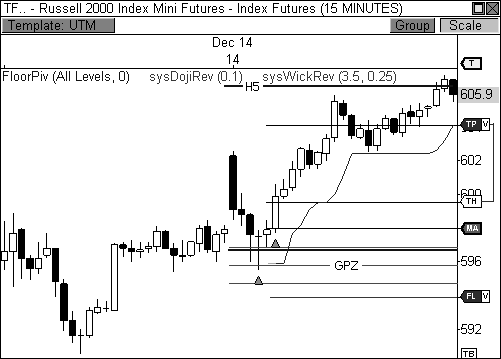 TF.. - Russell 2000 Index Mini Futures - Index Futures (15 MINUTES)
Template: UTM Group Scale
Dec 14
14
FloorPiv (All Levels, 0) sysDojiRev (0.1) sysWickRev (3.5, 0.25)
T
H5
605.9
TP V
602
600
TH
MA
596
GPZ
FL V
592
TB